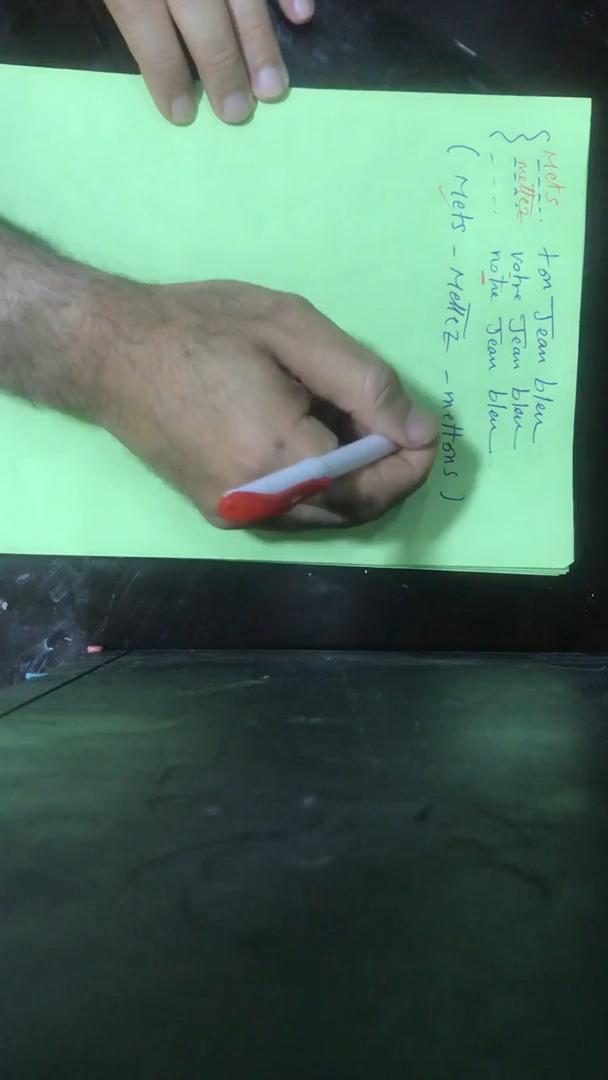 { Mets ton Jean bleu
mettez votre Jean bleu
{ ..... notre Jean bleu.
( Mets - Mettez - mettons )